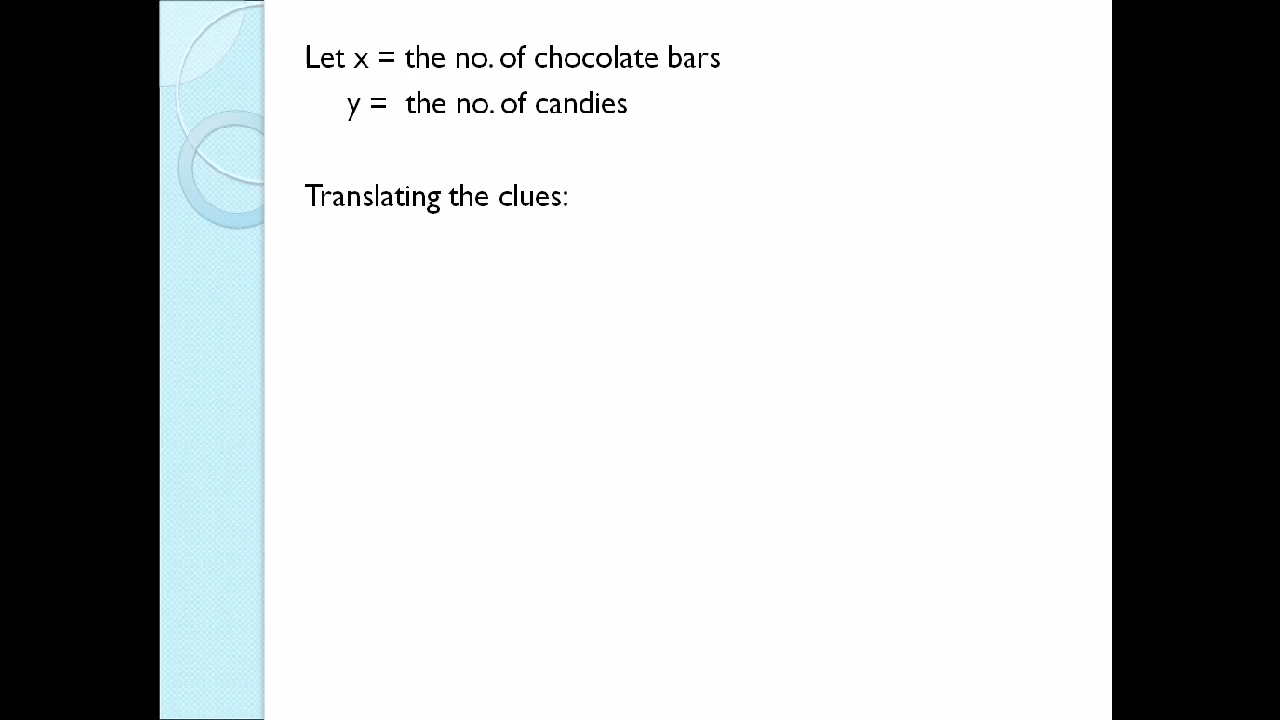 Let x = the no. of chocolate bars
y = the no. of candies
Translating the clues: